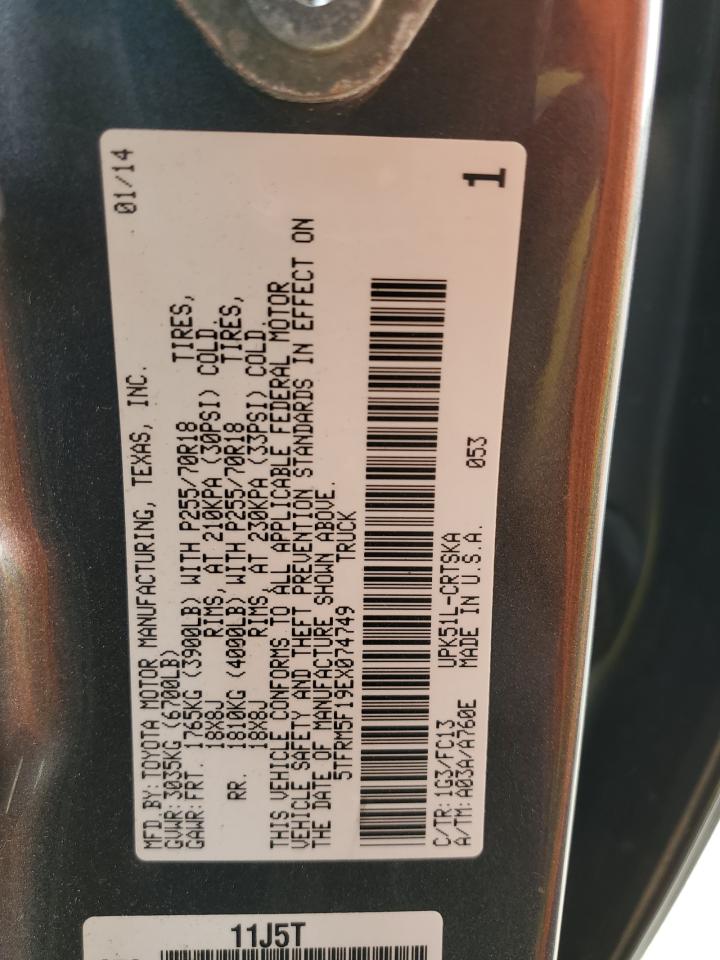 MFD.BY: TOYOTA MOTOR MANUFACTURING, TEXAS, INC. 01/14
GVWR: 3035KG (6700LB)
GAWR: FRT. 1765KG (3900LB) WITH P255/70R18 TIRES,
18X8J RIMS, AT 210KPA (30PSI) COLD.
RR. 1810KG (4000LB) WITH P255/70R18 TIRES,
18X8J RIMS, AT 230KPA (33PSI) COLD.
THIS VEHICLE CONFORMS TO ALL APPLICABLE FEDERAL MOTOR
VEHICLE SAFETY AND THEFT PREVENTION STANDARDS IN EFFECT ON
THE DATE OF MANUFACTURE SHOWN ABOVE.
5TFRM5F19EX074749 TRUCK
C/TR: 1G3/FC13 UPK51L-CRTSKA 053
A/TM: A03A/A760E MADE IN U.S.A. 1
11J5T